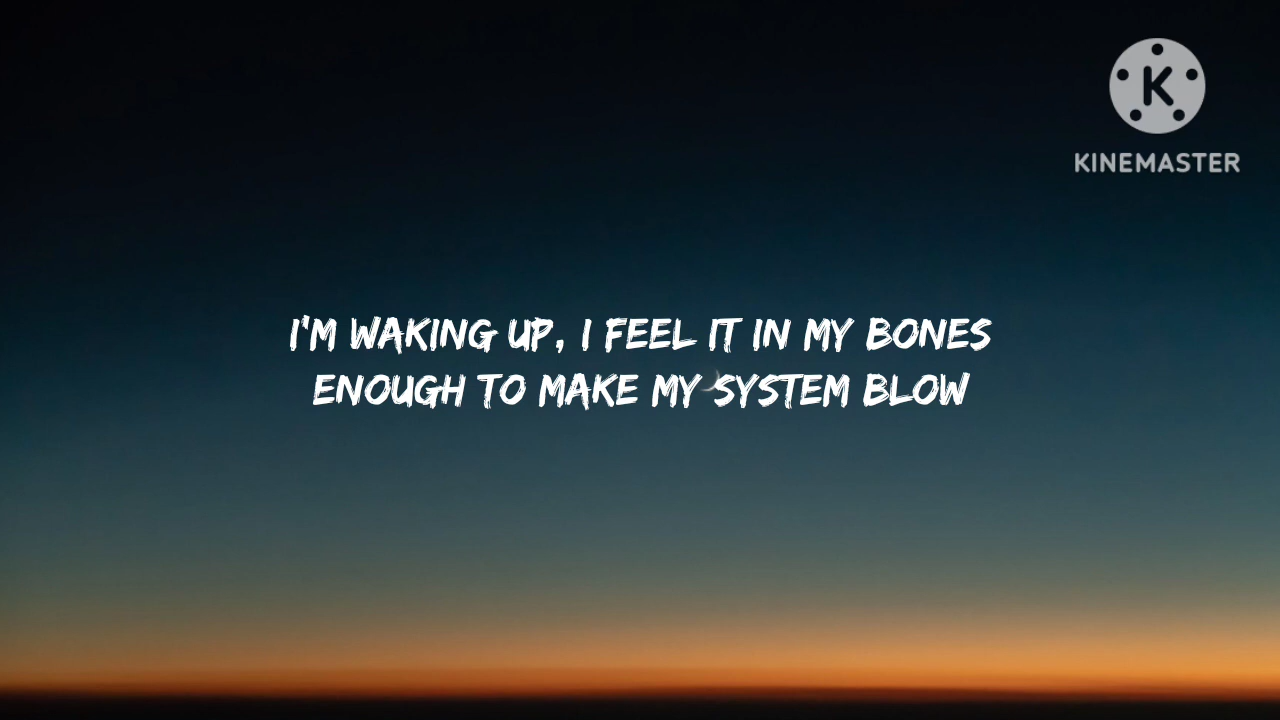 K
KINEMASTER
I'M WAKING UP, I FEEL IT IN MY BONES
ENOUGH TO MAKE MY SYSTEM BLOW